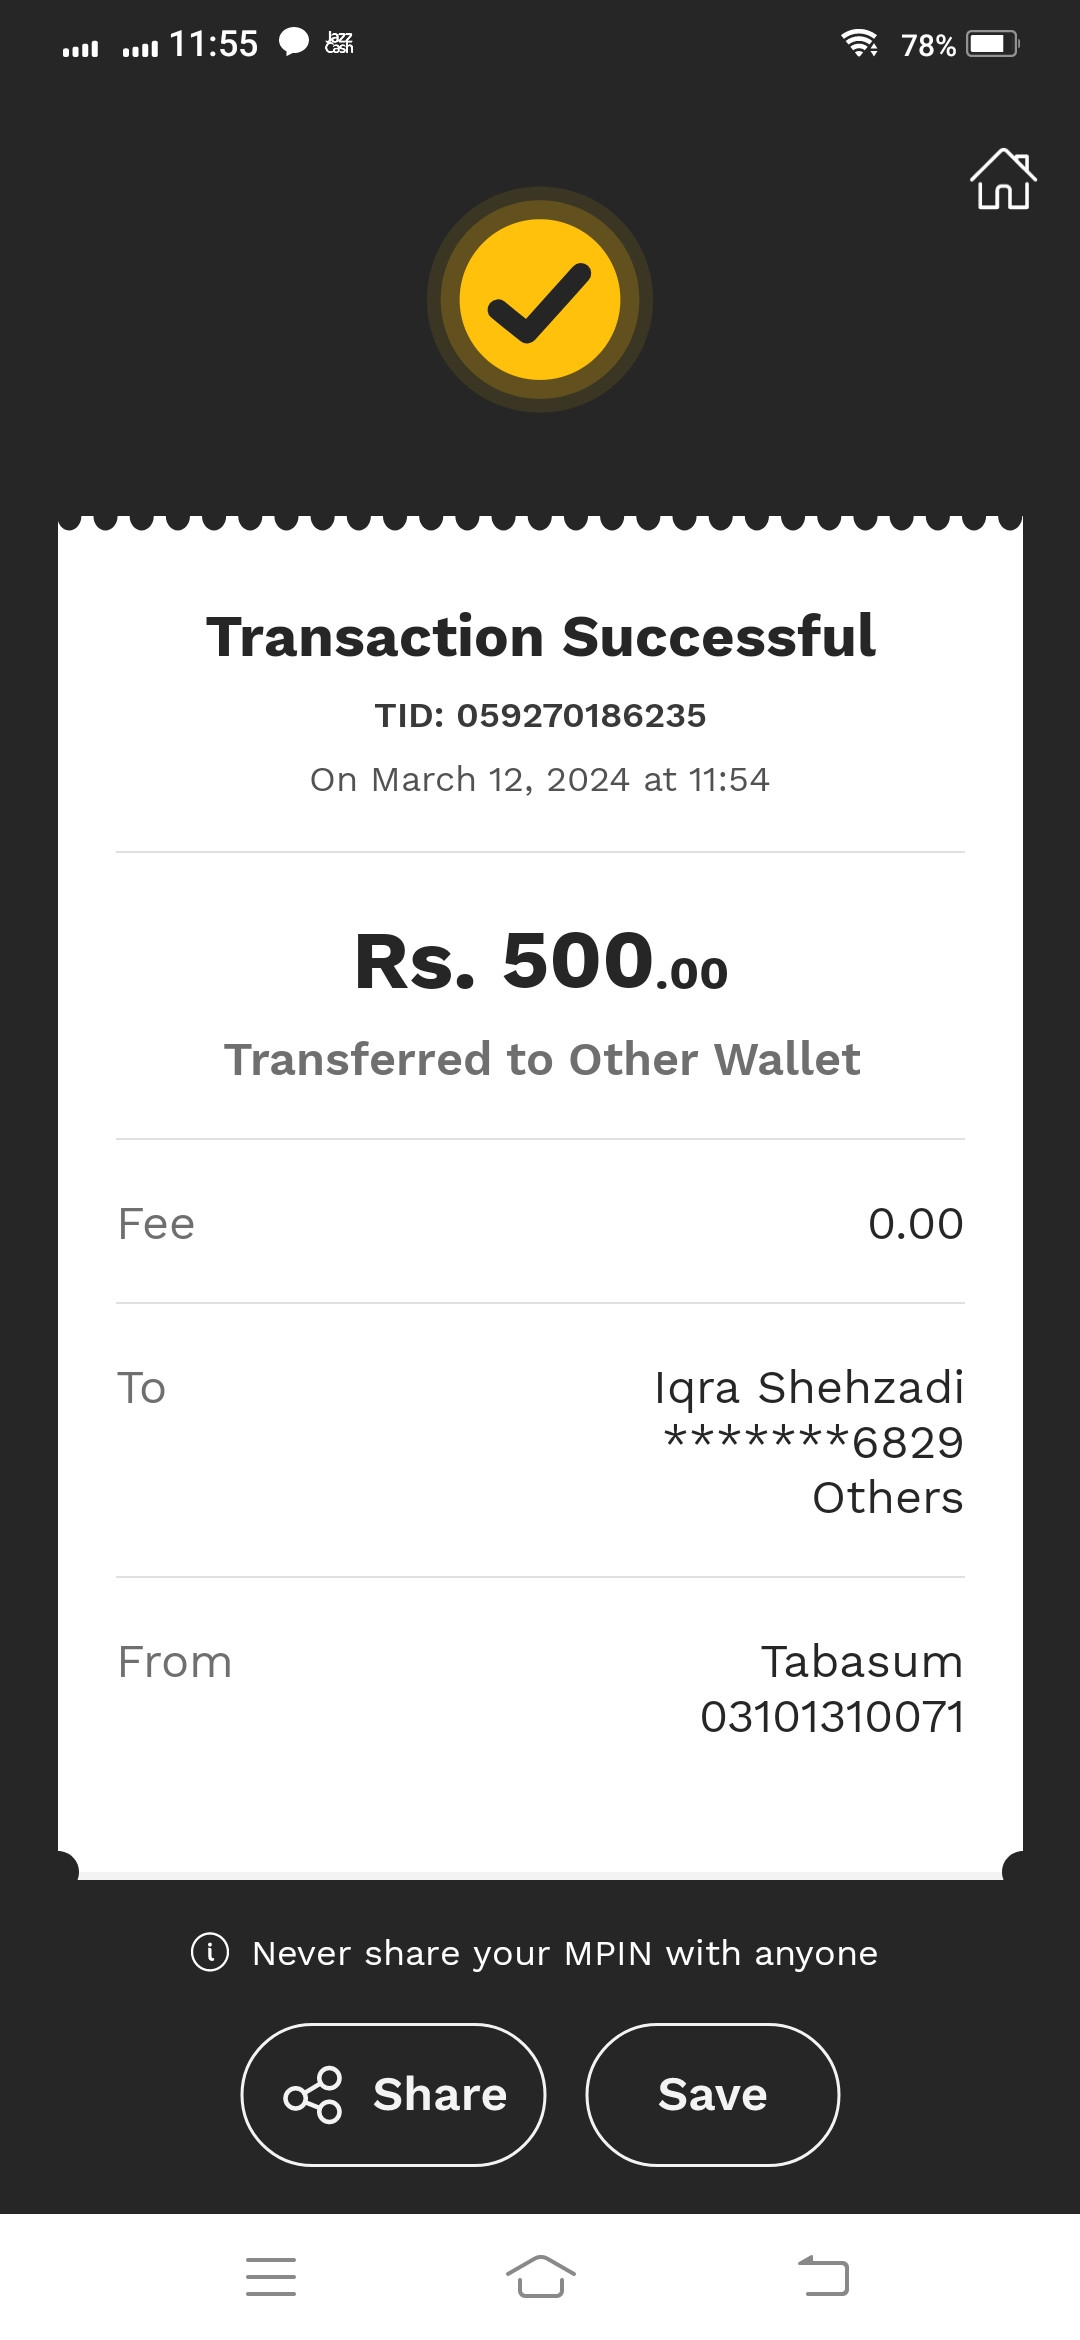 11:55 Jazz Cash 78%
Transaction Successful
TID: 059270186235
On March 12, 2024 at 11:54
Rs. 500.00
Transferred to Other Wallet
Fee 0.00
To Iqra Shehzadi
*******6829
Others
From Tabasum
03101310071
Never share your MPIN with anyone
Share Save